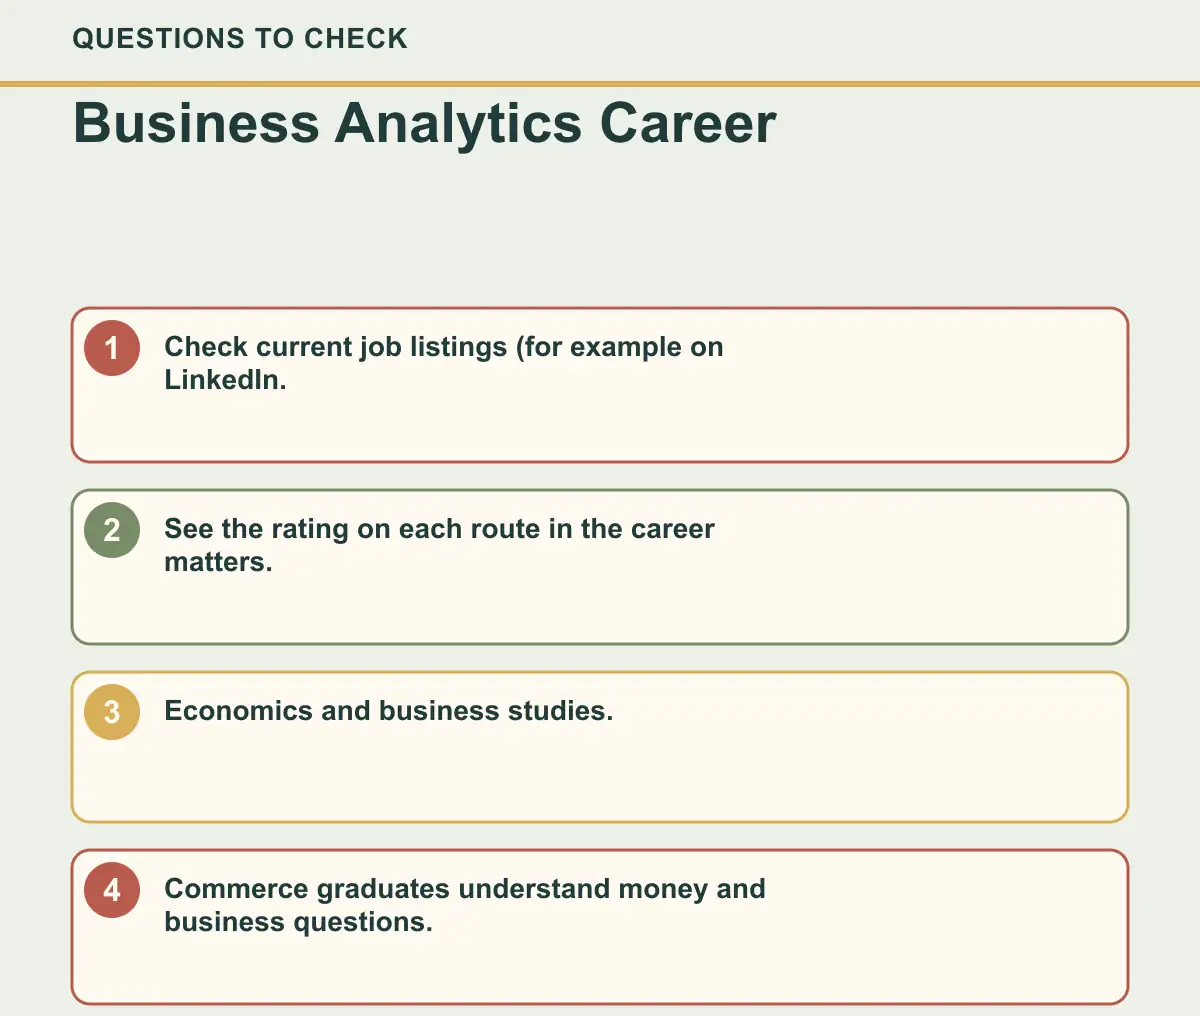 QUESTIONS TO CHECK
Business Analytics Career
1
Check current job listings (for example on
LinkedIn.
2
See the rating on each route in the career
matters.
3
Economics and business studies.
4
Commerce graduates understand money and
business questions.